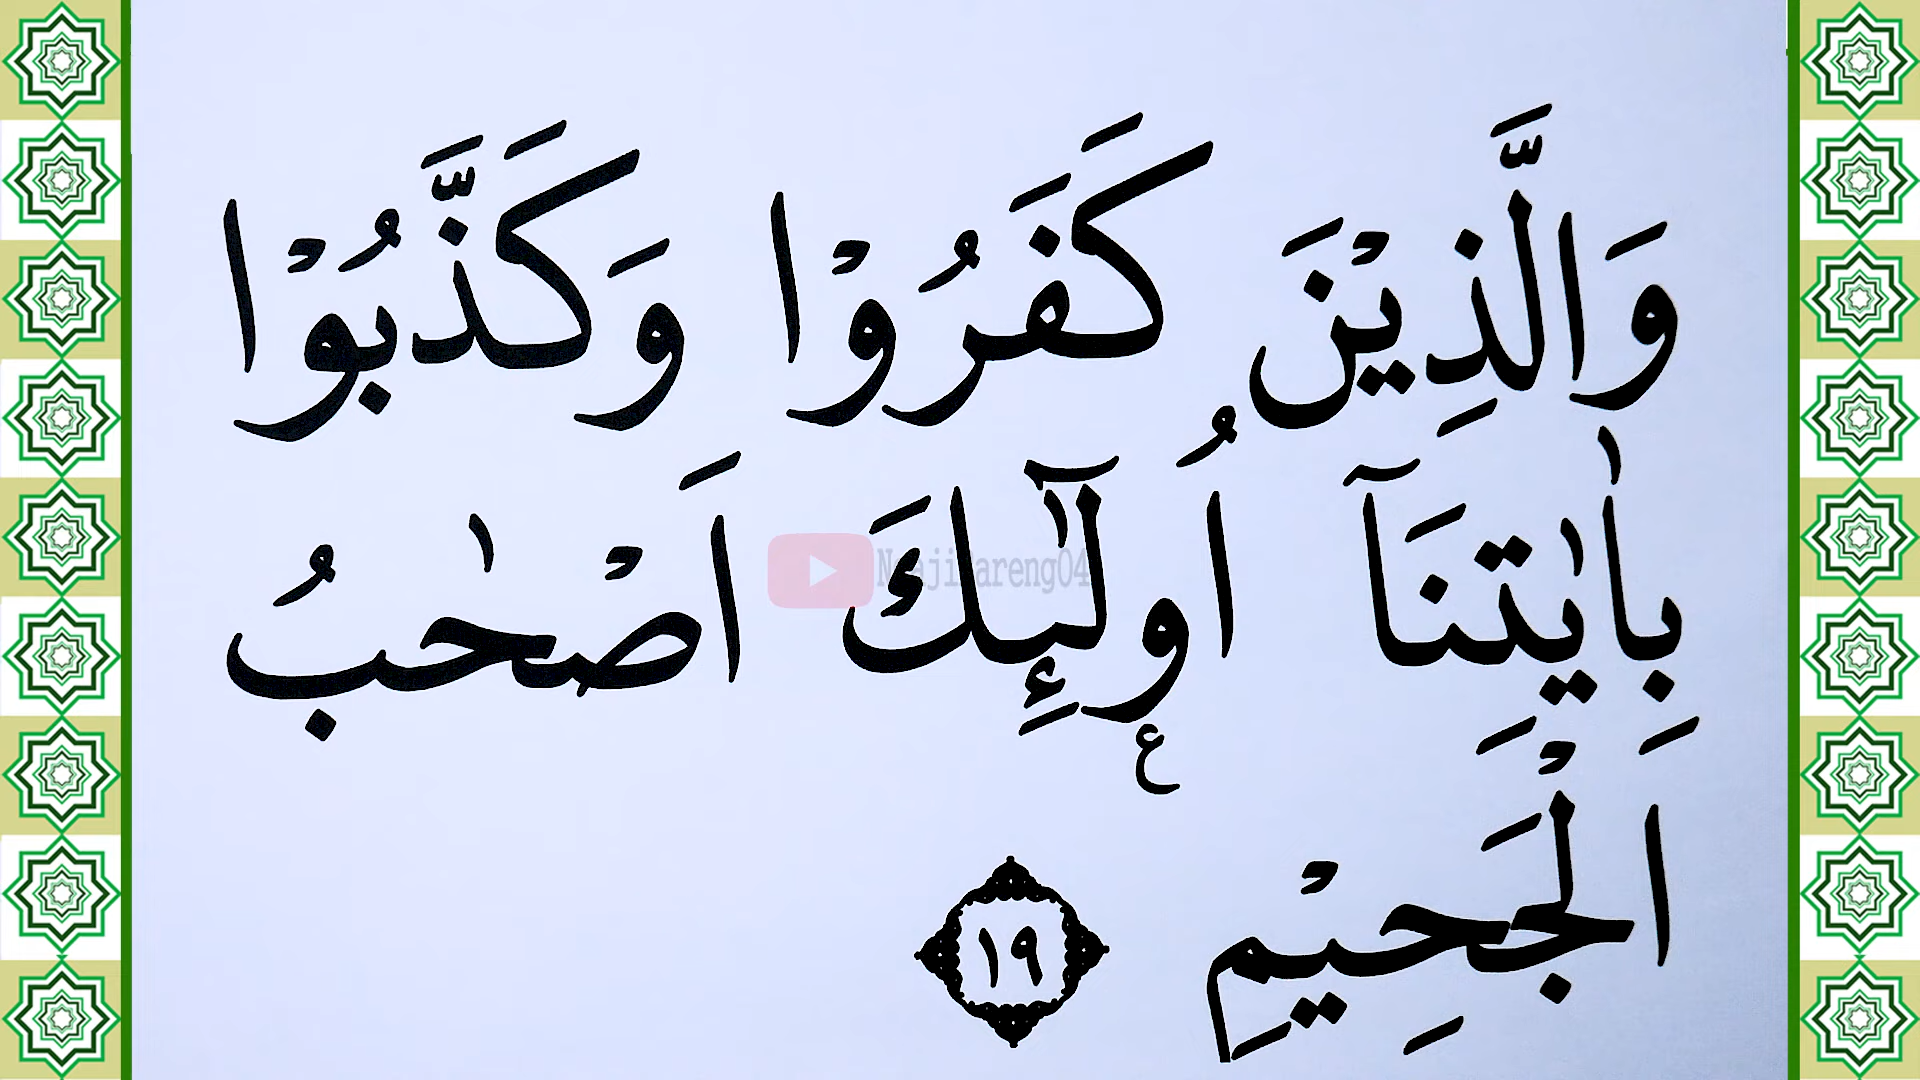 وَالَّذِيْنَ كَفَرُوْا وَكَذَّبُوْا
بِاٰيٰتِنَآ اُولٰۤىِٕكَ اَصْحٰبُ
ع
الْجَحِيْمِ ١٩